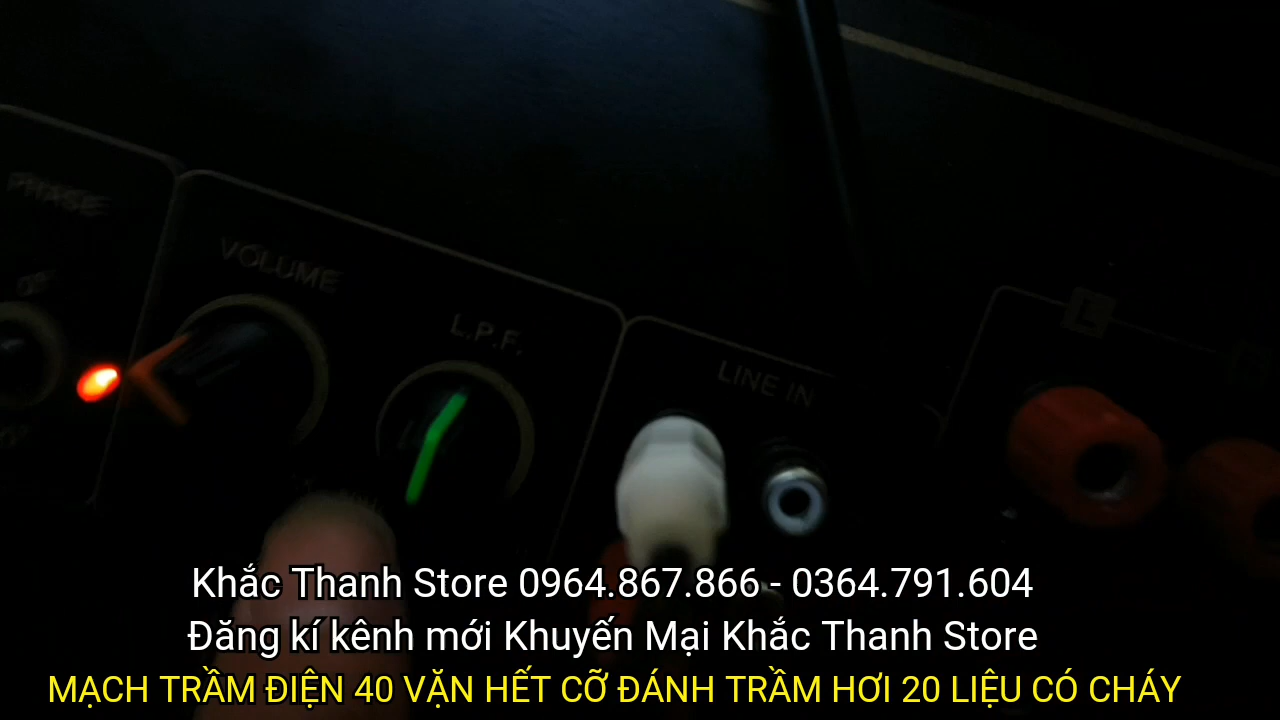 PHASE
VOLUME
L.P.F.
LINE IN
L
Khắc Thanh Store 0964.867.866 - 0364.791.604
Đăng kí kênh mới Khuyến Mại Khắc Thanh Store
MẠCH TRẦM ĐIỆN 40 VẶN HẾT CỠ ĐÁNH TRẦM HƠI 20 LIỆU CÓ CHÁY